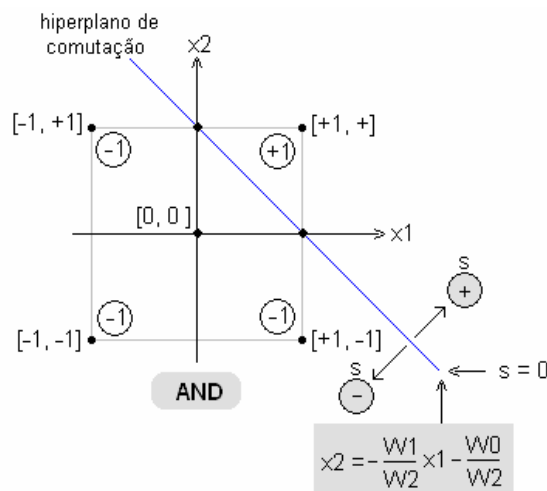 hiperplano de
comutação
x2
[-1, +1]
-1
+1
[+1, +]
[0, 0 ]
x1
-1
-1
[-1, -1]
[+1, -1]
s
+
s
-
s = 0
AND
x2 = - W1/W2 x1 - W0/W2